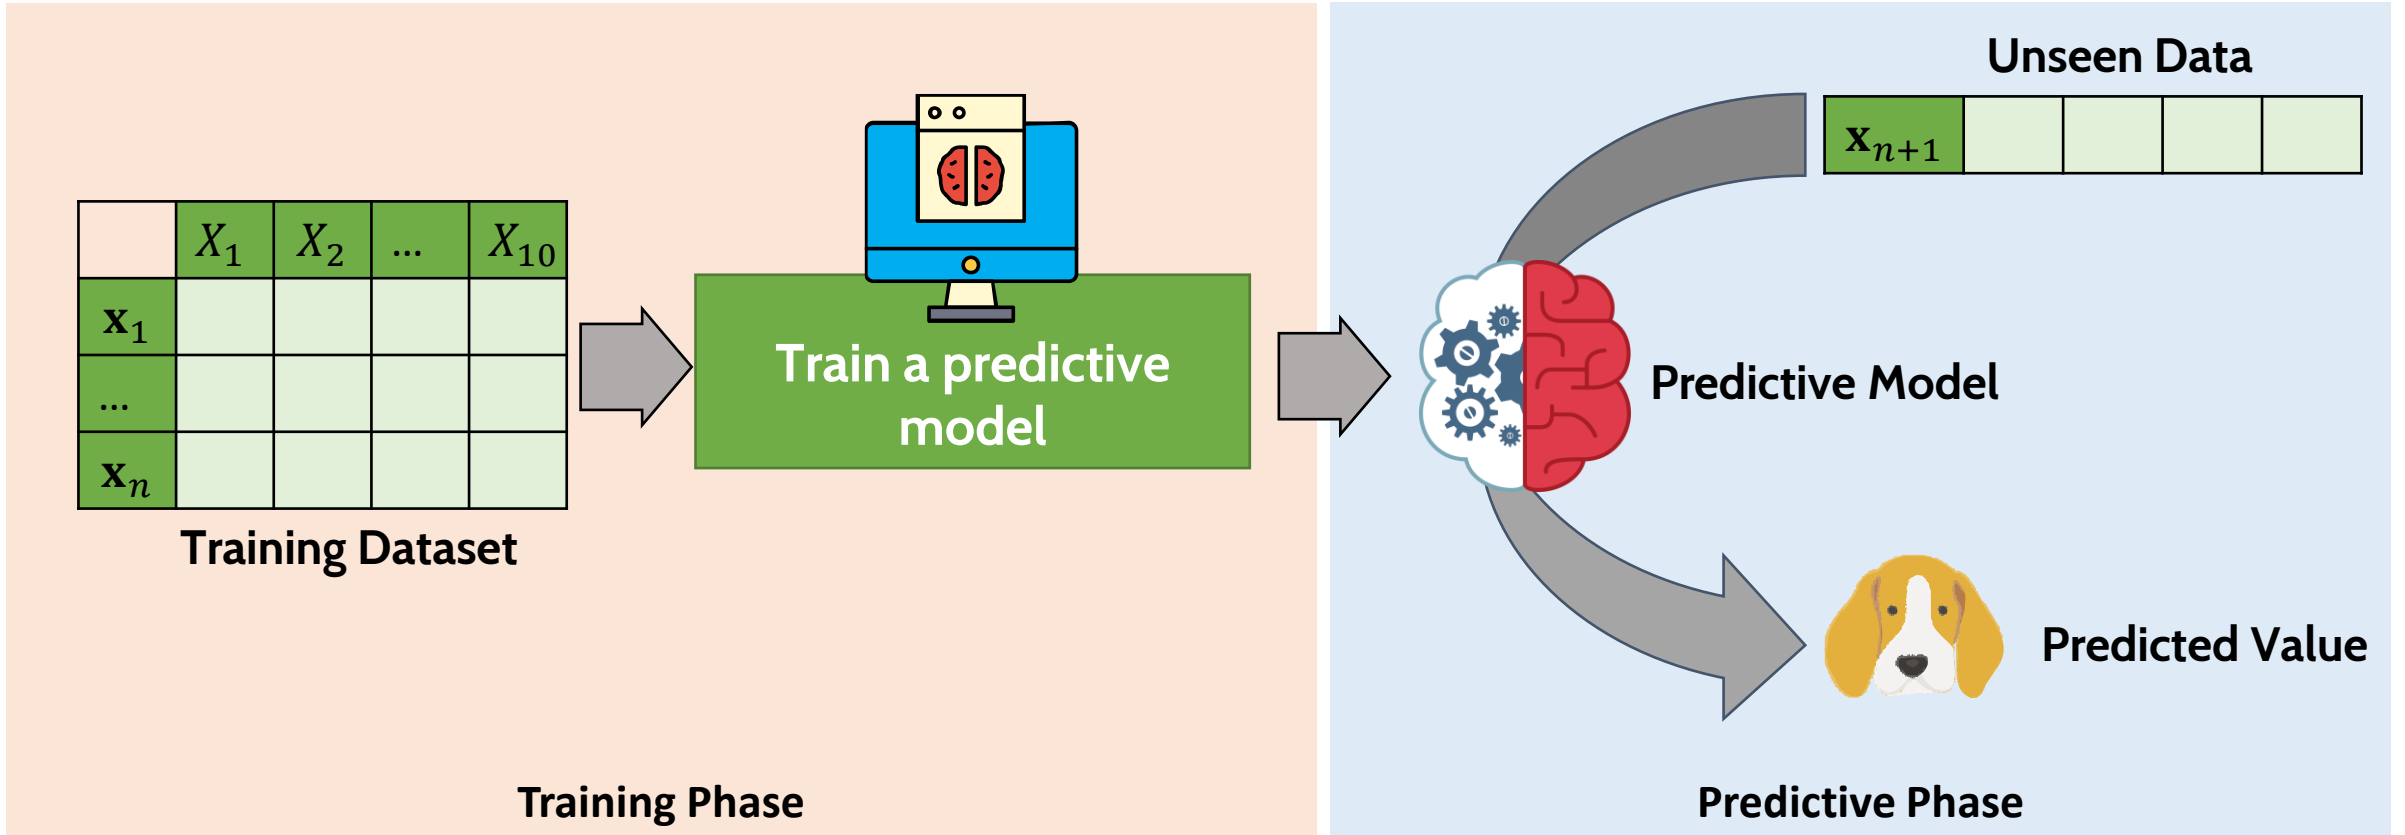 X₁ X₂ ... X₁₀
𝐱₁
...
𝐱ₙ
Training Dataset
Train a predictive
model
Training Phase
Unseen Data
𝐱ₙ₊₁
Predictive Model
Predicted Value
Predictive Phase